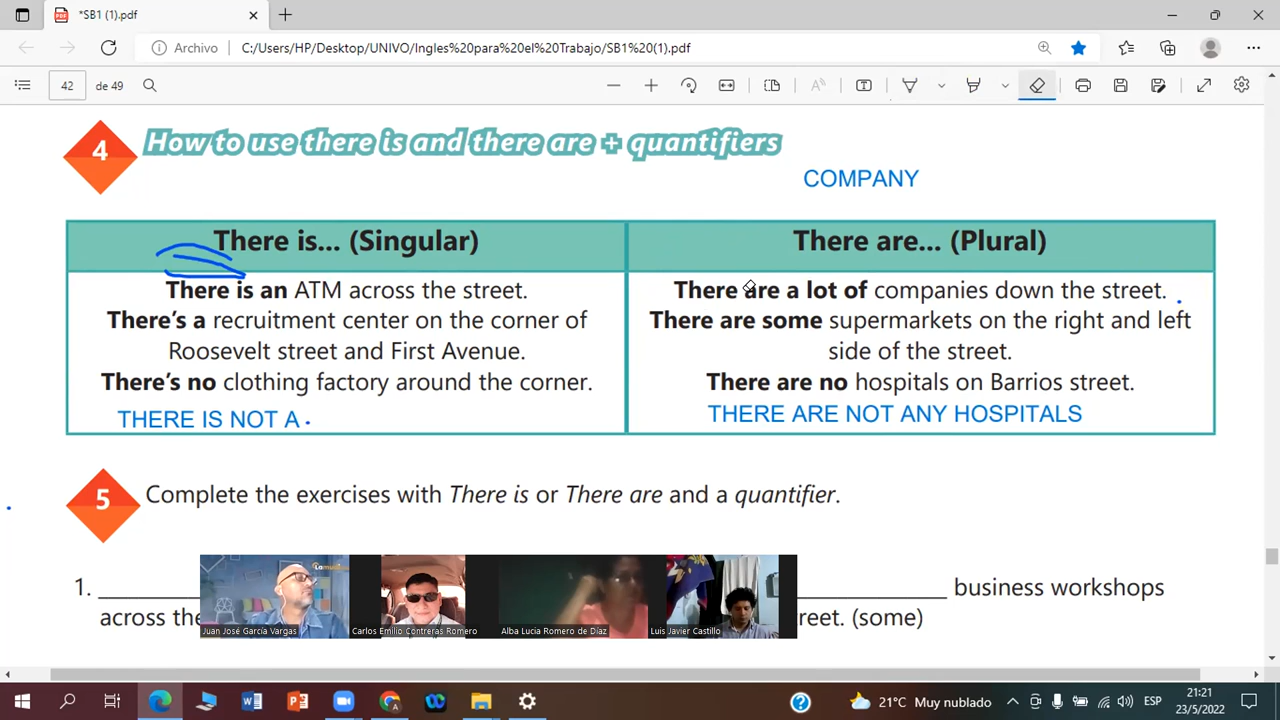 *SB1 (1).pdf
Archivo C:/Users/HP/Desktop/UNIVO/Ingles%20para%20el%20Trabajo/SB1%20(1).pdf
42 de 49
4 How to use there is and there are + quantifiers
COMPANY
There is... (Singular)
There is an ATM across the street.
There's a recruitment center on the corner of
Roosevelt street and First Avenue.
There's no clothing factory around the corner.
THERE IS NOT A .
There are... (Plural)
There are a lot of companies down the street.
There are some supermarkets on the right and left
side of the street.
There are no hospitals on Barrios street.
THERE ARE NOT ANY HOSPITALS
5 Complete the exercises with There is or There are and a quantifier.
1. ________ business workshops
across the reet. (some)
Lamun
Juan José García Vargas Carlos Emilio Contreras Romero Alba Lucia Romero de Díaz Luis Javier Castillo
21°C Muy nublado ESP 21:21
23/5/2022